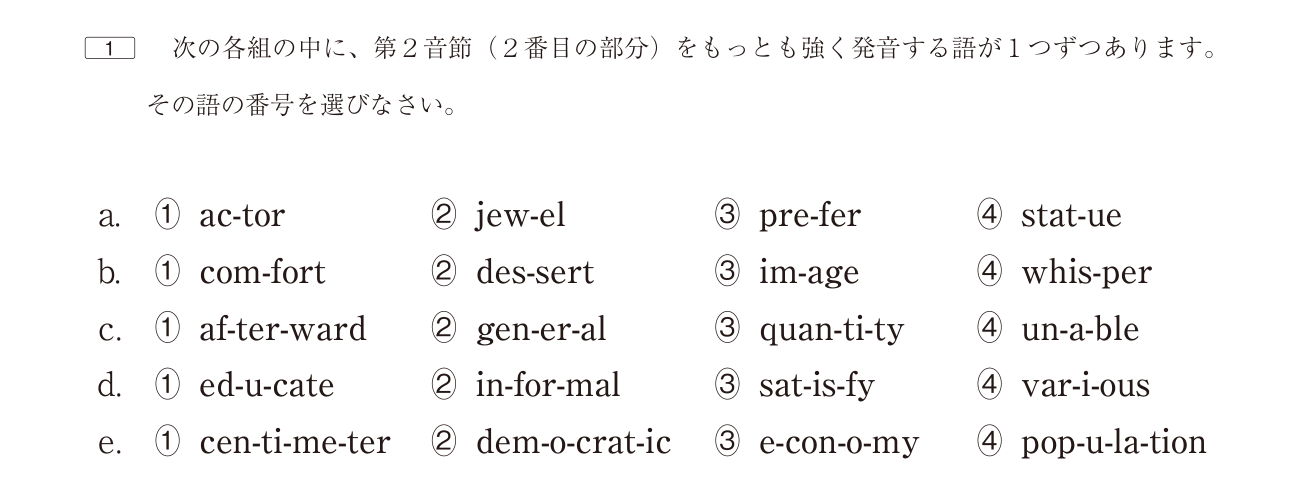 1 次の各組の中に、第２音節（２番目の部分）をもっとも強く発音する語が１つずつあります。
その語の番号を選びなさい。
a. ① ac-tor ② jew-el ③ pre-fer ④ stat-ue
b. ① com-fort ② des-sert ③ im-age ④ whis-per
c. ① af-ter-ward ② gen-er-al ③ quan-ti-ty ④ un-a-ble
d. ① ed-u-cate ② in-for-mal ③ sat-is-fy ④ var-i-ous
e. ① cen-ti-me-ter ② dem-o-crat-ic ③ e-con-o-my ④ pop-u-la-tion